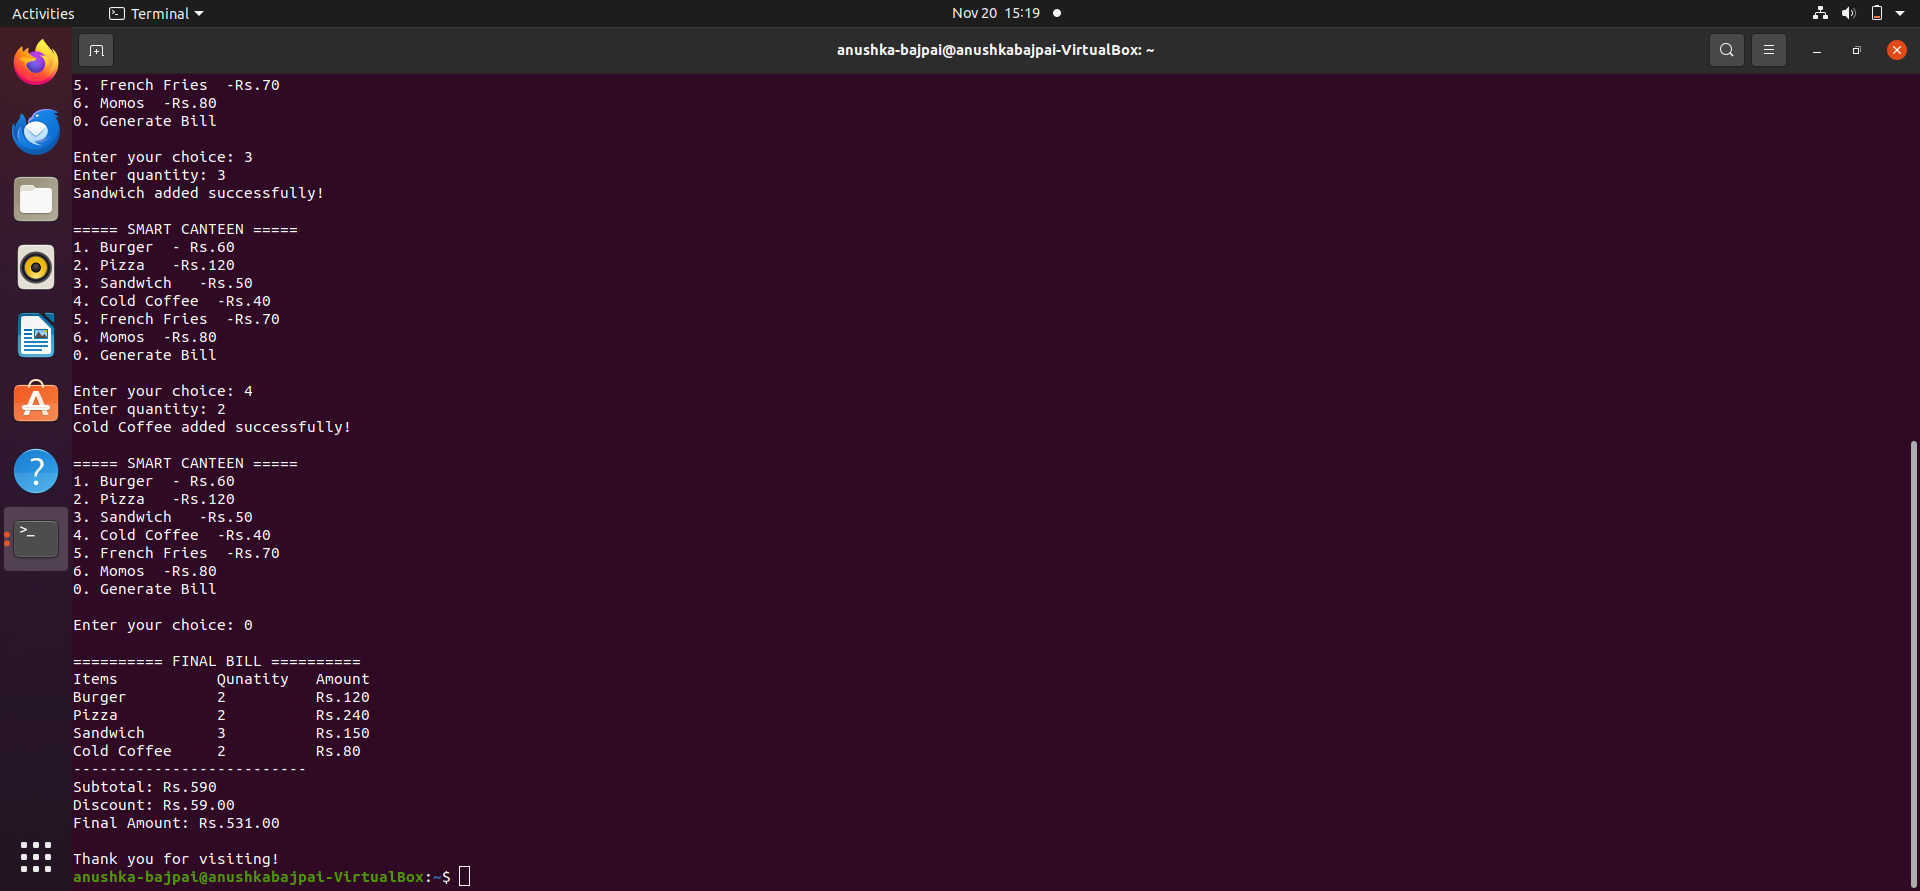 Activities
Terminal
Nov 20 15:19
anushka-bajpai@anushkabajpai-VirtualBox: ~
5. French Fries  -Rs.70
6. Momos  -Rs.80
0. Generate Bill
Enter your choice: 3
Enter quantity: 3
Sandwich added successfully!
===== SMART CANTEEN =====
1. Burger  - Rs.60
2. Pizza   -Rs.120
3. Sandwich   -Rs.50
4. Cold Coffee  -Rs.40
5. French Fries  -Rs.70
6. Momos  -Rs.80
0. Generate Bill
Enter your choice: 4
Enter quantity: 2
Cold Coffee added successfully!
===== SMART CANTEEN =====
1. Burger  - Rs.60
2. Pizza   -Rs.120
3. Sandwich   -Rs.50
4. Cold Coffee  -Rs.40
5. French Fries  -Rs.70
6. Momos  -Rs.80
0. Generate Bill
Enter your choice: 0
========== FINAL BILL ==========
Items           Qunatity   Amount
Burger          2          Rs.120
Pizza           2          Rs.240
Sandwich        3          Rs.150
Cold Coffee     2          Rs.80
--------------------------
Subtotal: Rs.590
Discount: Rs.59.00
Final Amount: Rs.531.00
Thank you for visiting!
anushka-bajpai@anushkabajpai-VirtualBox:~$